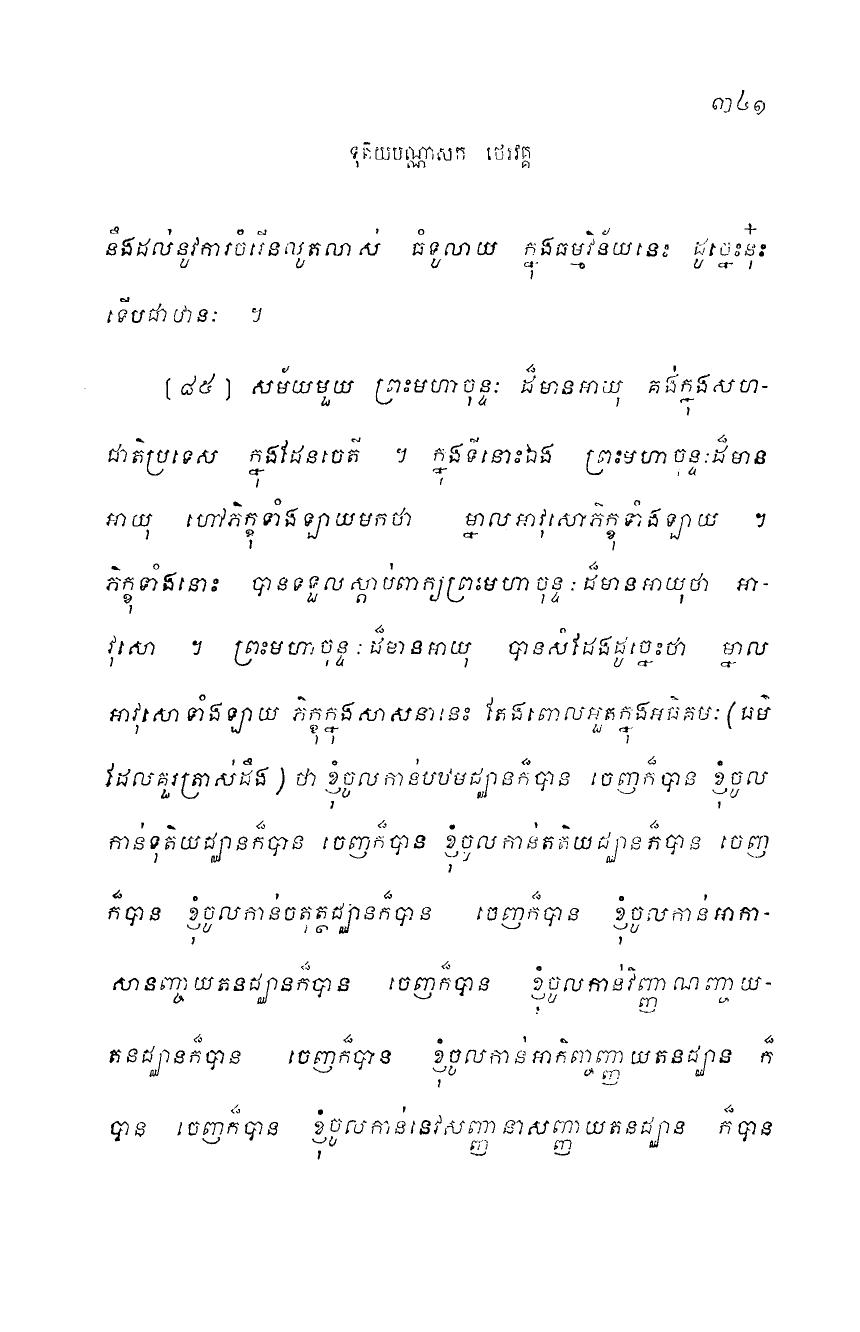 ៣៤១
ទុតិយបណ្ណាសក ថេរវគ្គ
នឹងដល់នូវការចំរើនលូតលាស់ ធំទូលាយ ក្នុងធម្មវិន័យនេះ ដូច្នេះនុ៎ះ
ទើបជាឋានៈ ។
[៨៥] សម័យមួយ ព្រះមហាចុន្ទៈ ដ៏មានអាយុ គង់ក្នុងសហ-
ជាតិប្រទេស ក្នុងដែនចេតី ។ ក្នុងទីនោះឯង ព្រះមហាចុន្ទៈដ៏មាន
អាយុ ហៅភិក្ខុទាំងឡាយមកថា ម្នាលអាវុសោភិក្ខុទាំងឡាយ ។
ភិក្ខុទាំងនោះ បានទទួលស្តាប់ពាក្យព្រះមហាចុន្ទៈដ៏មានអាយុថា អា-
វុសោ ។ ព្រះមហាចុន្ទៈដ៏មានអាយុ បានសំដែងដូច្នេះថា ម្នាល
អាវុសោទាំងឡាយ ភិក្ខុក្នុងសាសនានេះ តែងពោលអួតក្នុងអធិគមៈ (ធម៌
ដែលគួរត្រាស់ដឹង) ថា ខ្ញុំចូលកាន់បឋមជ្ឈានក៏បាន ចេញក៏បាន ខ្ញុំចូល
កាន់ទុតិយជ្ឈានក៏បាន ចេញក៏បាន ខ្ញុំចូលកាន់តតិយជ្ឈានក៏បាន ចេញ
ក៏បាន ខ្ញុំចូលកាន់ចតុត្ថជ្ឈានក៏បាន ចេញក៏បាន ខ្ញុំចូលកាន់អាកា-
សានញ្ចាយតនជ្ឈានក៏បាន ចេញក៏បាន ខ្ញុំចូលកាន់វិញ្ញាណញ្ចាយ-
តនជ្ឈានក៏បាន ចេញក៏បាន ខ្ញុំចូលកាន់អាកិញ្ចញ្ញាយតនជ្ឈាន ក៏
បាន ចេញក៏បាន ខ្ញុំចូលកាន់នេវសញ្ញានាសញ្ញាយតនជ្ឈាន ក៏បាន